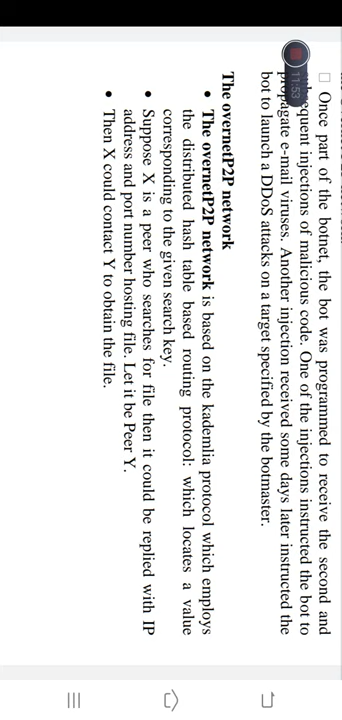 □ Once part of the botnet, the bot was programmed to receive the second and
equent injections of malicious code. One of the injections instructed the bot to
propagate e-mail viruses. Another injection received some days later instructed the
bot to launch a DDoS attacks on a target specified by the botmaster.
The overnetP2P network
• The overnetP2P network is based on the kademlia protocol which employs
the distributed hash table based routing protocol: which locates a value
corresponding to the given search key.
• Suppose X is a peer who searches for file then it could be replied with IP
address and port number hosting file. Let it be Peer Y.
• Then X could contact Y to obtain the file.
11:53